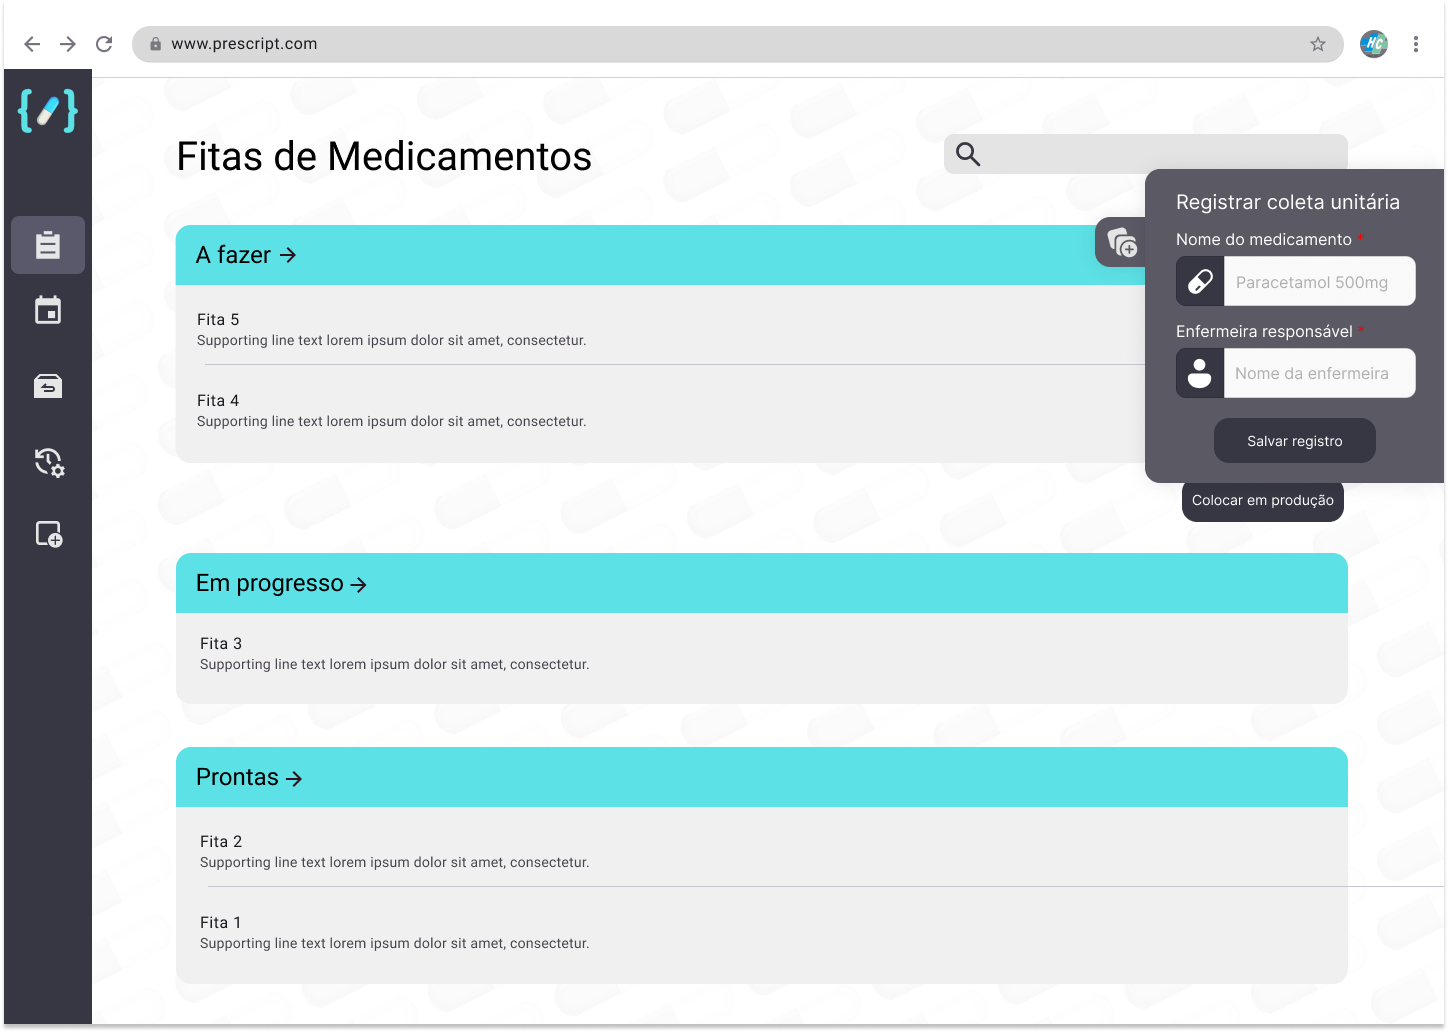 www.prescript.com
HC
Fitas de Medicamentos
A fazer
Fita 5
Supporting line text lorem ipsum dolor sit amet, consectetur.
Fita 4
Supporting line text lorem ipsum dolor sit amet, consectetur.
Registrar coleta unitária
Nome do medicamento *
Paracetamol 500mg
Enfermeira responsável *
Nome da enfermeira
Salvar registro
Colocar em produção
Em progresso
Fita 3
Supporting line text lorem ipsum dolor sit amet, consectetur.
Prontas
Fita 2
Supporting line text lorem ipsum dolor sit amet, consectetur.
Fita 1
Supporting line text lorem ipsum dolor sit amet, consectetur.